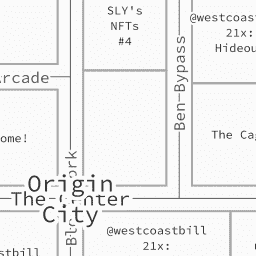 SLY's
NFTs
#4
@westcoast
21x:
Hideou
Arcade
Ben-Bypass
ome!
The Cag
Origin
City
The Center
@westcoastbill
21x:
stbill